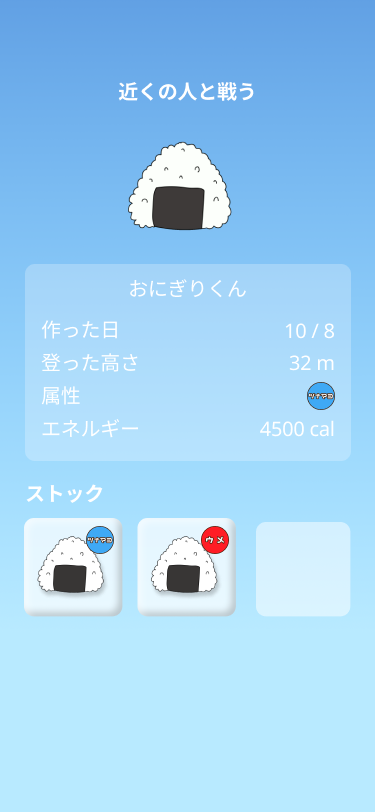 近くの人と戦う
おにぎりくん
作った日 10 / 8
登った高さ 32 m
属性 ツナマヨ
エネルギー 4500 cal
ストック
ツナマヨ
ウメ